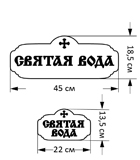 СВЯТАЯ ВОДА
18,5 см
45 см
СВЯТАЯ
ВОДА
13,5 см
22 см